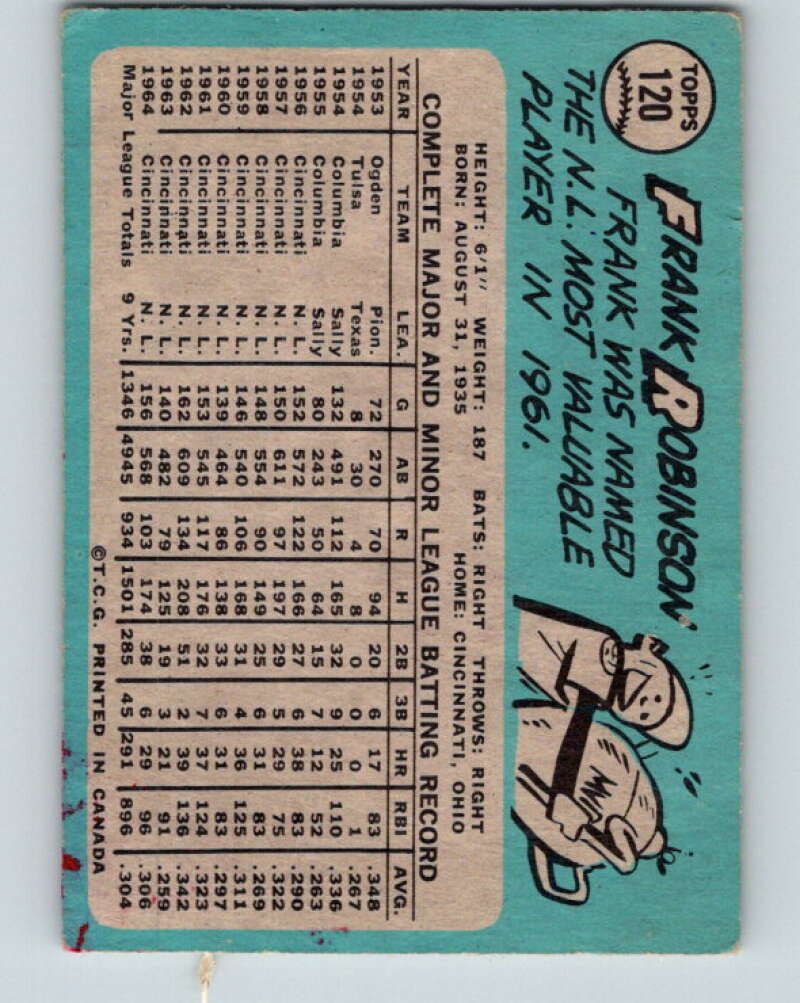 TOPPS
120
FRANK ROBINSON
FRANK WAS NAMED
THE N.L. MOST VALUABLE
PLAYER IN 1961.
MVP
HEIGHT: 6'1" WEIGHT: 187 BATS: RIGHT THROWS: RIGHT
BORN: AUGUST 31, 1935 HOME: CINCINNATI, OHIO
COMPLETE MAJOR AND MINOR LEAGUE BATTING RECORD
YEAR TEAM LEA. G AB R H 2B 3B HR RBI AVG.
1953 Ogden Pion. 72 270 70 94 20 6 17 83 .348
1954 Tulsa Texas 8 30 4 8 0 0 0 1 .267
1954 Columbia Sally 132 491 112 165 32 9 25 110 .336
1955 Columbia Sally 80 243 50 64 15 7 12 52 .263
1956 Cincinnati N. L. 152 572 122 166 27 6 38 83 .290
1957 Cincinnati N. L. 150 611 97 197 29 5 29 75 .322
1958 Cincinnati N. L. 148 554 90 149 25 6 31 83 .269
1959 Cincinnati N. L. 146 540 106 168 31 4 36 125 .311
1960 Cincinnati N. L. 139 464 86 138 33 6 31 83 .297
1961 Cincinnati N. L. 153 545 117 176 32 7 37 124 .323
1962 Cincinnati N. L. 162 609 134 208 51 2 39 136 .342
1963 Cincinnati N. L. 140 482 79 125 19 3 21 91 .259
1964 Cincinnati N. L. 156 568 103 174 38 6 29 96 .306
Major League Totals 9 Yrs. 1346 4945 934 1501 285 45 291 896 .304
©T.C.G. PRINTED IN CANADA